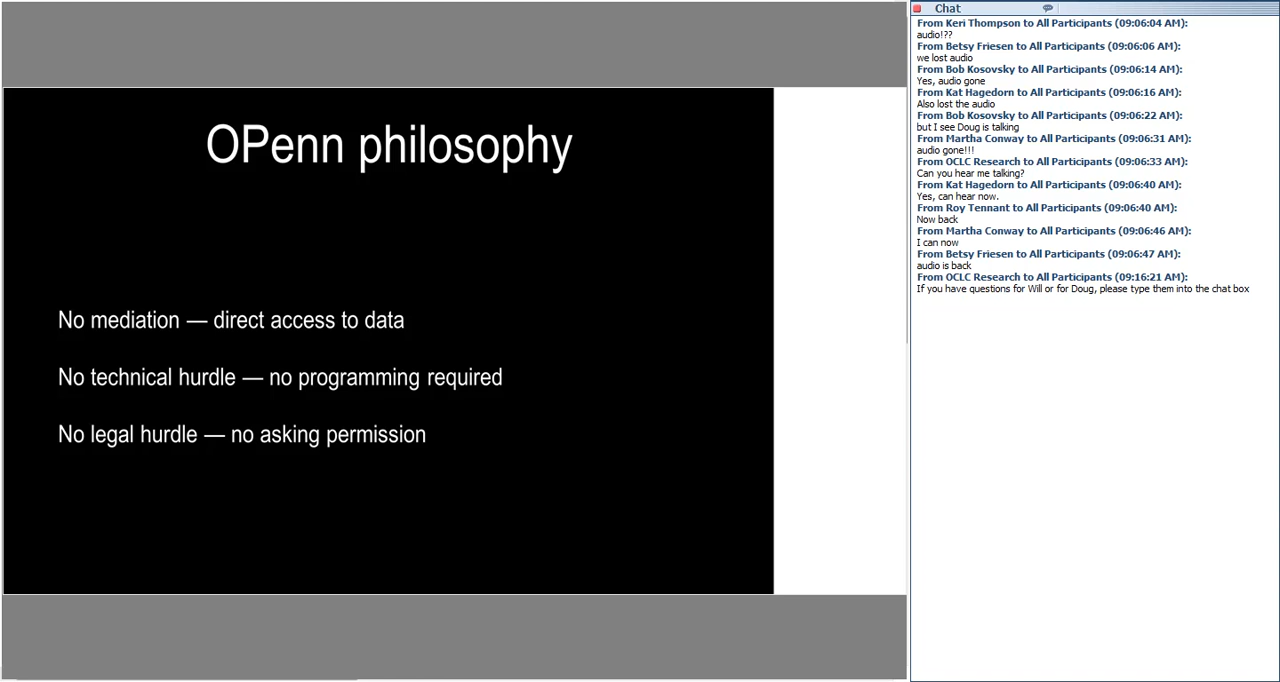 OPenn philosophy
No mediation — direct access to data
No technical hurdle — no programming required
No legal hurdle — no asking permission
Chat
From Keri Thompson to All Participants (09:06:04 AM):
audio!??
From Betsy Friesen to All Participants (09:06:06 AM):
we lost audio
From Bob Kosovsky to All Participants (09:06:14 AM):
Yes, audio gone
From Kat Hagedorn to All Participants (09:06:16 AM):
Also lost the audio
From Bob Kosovsky to All Participants (09:06:22 AM):
but I see Doug is talking
From Martha Conway to All Participants (09:06:31 AM):
audio gone!!!
From OCLC Research to All Participants (09:06:33 AM):
Can you hear me talking?
From Kat Hagedorn to All Participants (09:06:40 AM):
Yes, can hear now.
From Roy Tennant to All Participants (09:06:40 AM):
Now back
From Martha Conway to All Participants (09:06:46 AM):
I can now
From Betsy Friesen to All Participants (09:06:47 AM):
audio is back
From OCLC Research to All Participants (09:16:21 AM):
If you have questions for Will or for Doug, please type them into the chat box